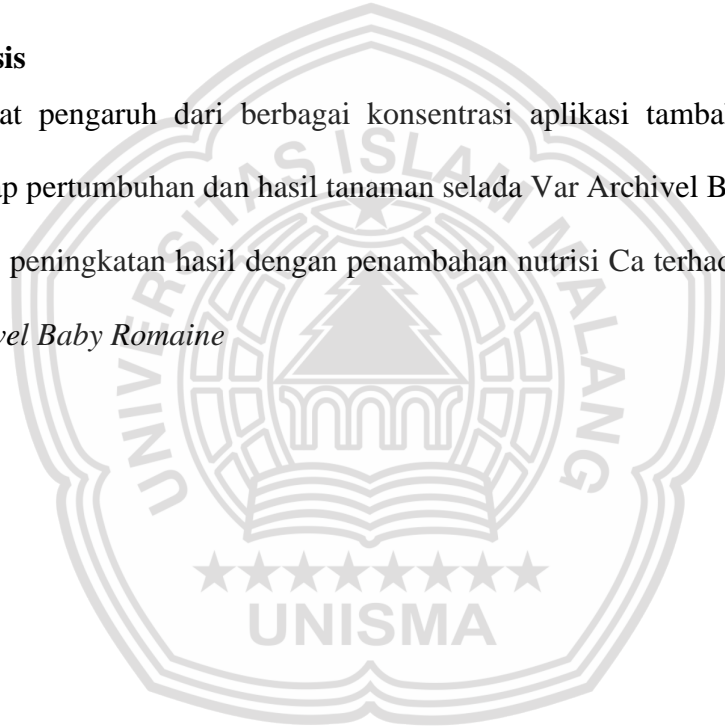 sis
at pengaruh dari berbagai konsentrasi aplikasi tamba
ap pertumbuhan dan hasil tanaman selada Var Archivel B
peningkatan hasil dengan penambahan nutrisi Ca terhad
vel Baby Romaine
UNIVERSITAS ISLAM MALANG
UNISMA